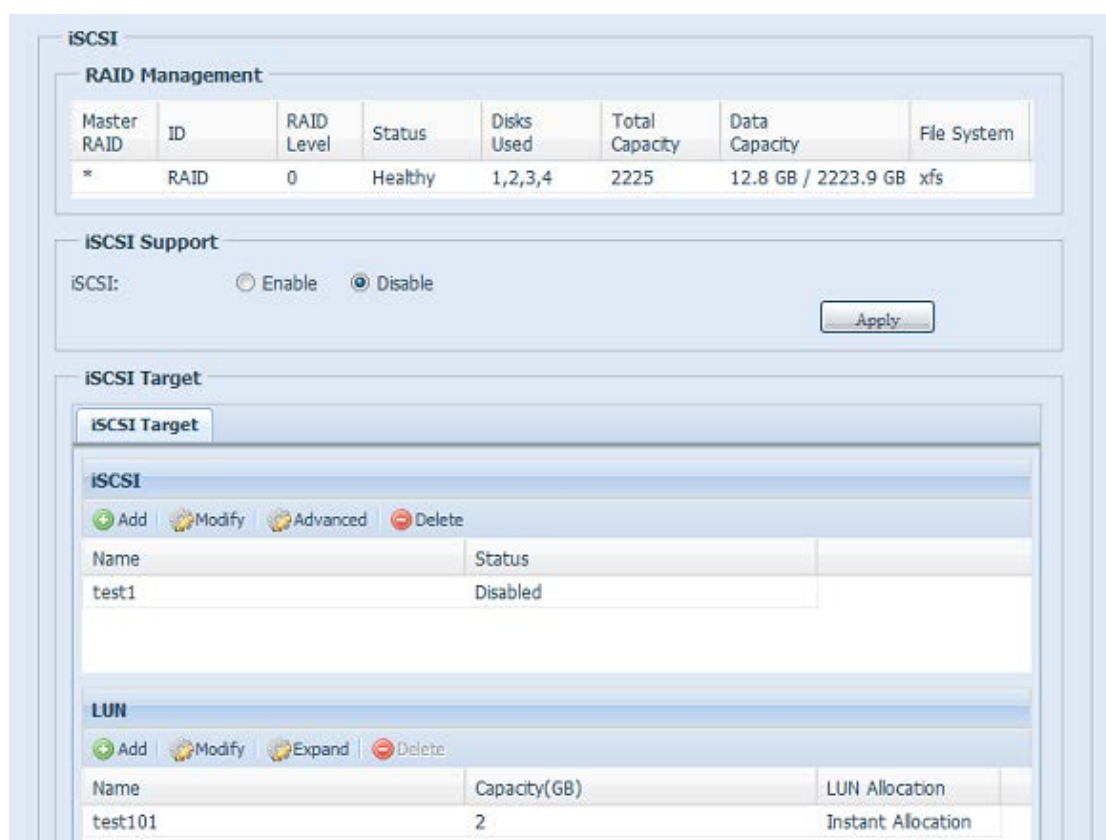 iSCSI
RAID Management
Master RAID ID RAID Level Status Disks Used Total Capacity Data Capacity File System
* RAID 0 Healthy 1,2,3,4 2225 12.8 GB / 2223.9 GB xfs
iSCSI Support
iSCSI: Enable Disable
Apply
iSCSI Target
iSCSI Target
iSCSI
Add Modify Advanced Delete
Name Status
test1 Disabled
LUN
Add Modify Expand Delete
Name Capacity(GB) LUN Allocation
test101 2 Instant Allocation